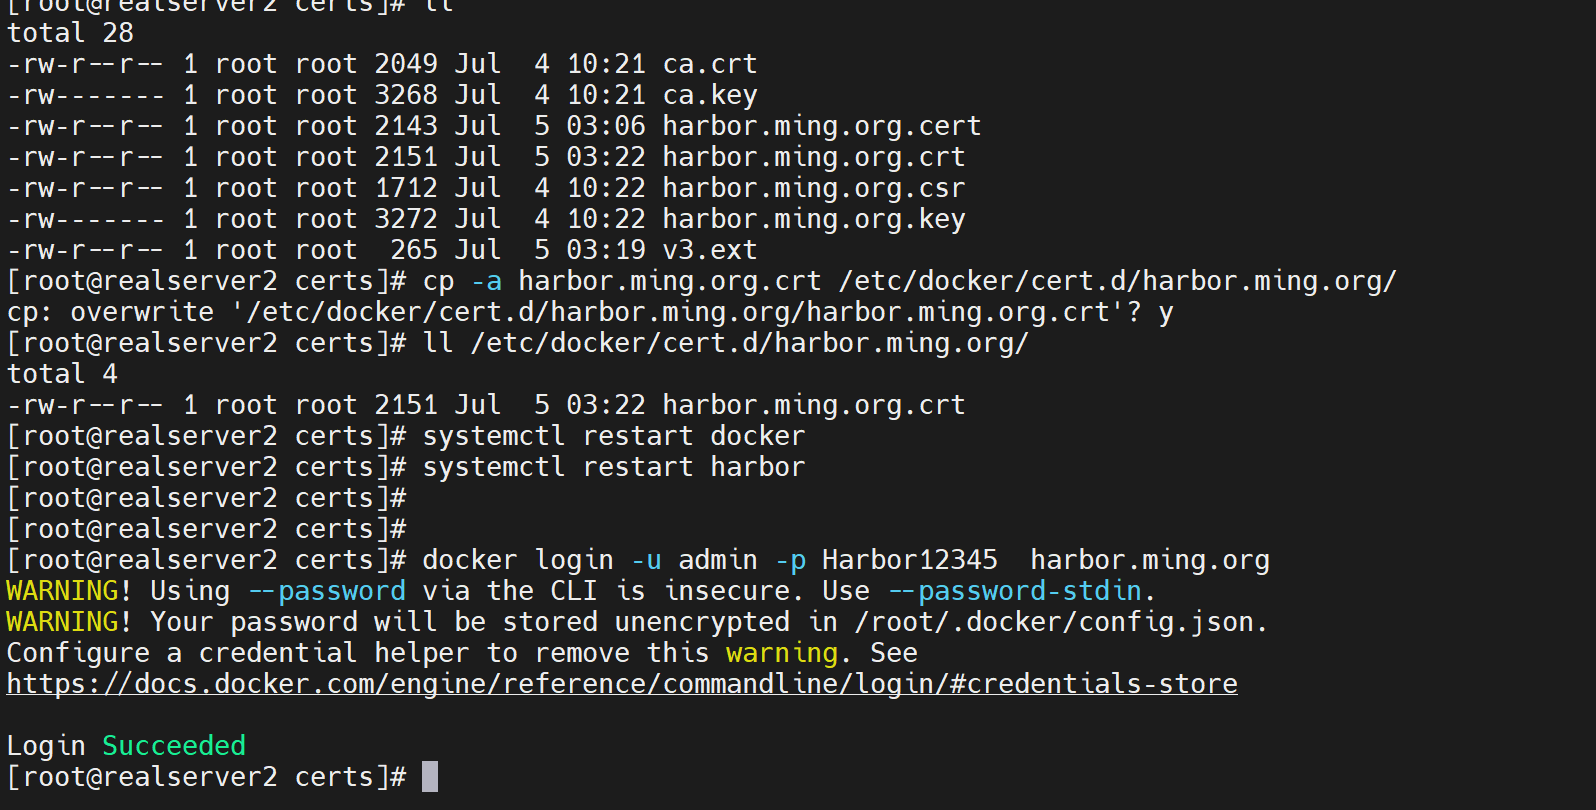 [root@realserver2 certs]# ll
total 28
-rw-r--r-- 1 root root 2049 Jul  4 10:21 ca.crt
-rw------- 1 root root 3268 Jul  4 10:21 ca.key
-rw-r--r-- 1 root root 2143 Jul  5 03:06 harbor.ming.org.cert
-rw-r--r-- 1 root root 2151 Jul  5 03:22 harbor.ming.org.crt
-rw-r--r-- 1 root root 1712 Jul  4 10:22 harbor.ming.org.csr
-rw------- 1 root root 3272 Jul  4 10:22 harbor.ming.org.key
-rw-r--r-- 1 root root  265 Jul  5 03:19 v3.ext
[root@realserver2 certs]# cp -a harbor.ming.org.crt /etc/docker/cert.d/harbor.ming.org/
cp: overwrite '/etc/docker/cert.d/harbor.ming.org/harbor.ming.org.crt'? y
[root@realserver2 certs]# ll /etc/docker/cert.d/harbor.ming.org/
total 4
-rw-r--r-- 1 root root 2151 Jul  5 03:22 harbor.ming.org.crt
[root@realserver2 certs]# systemctl restart docker
[root@realserver2 certs]# systemctl restart harbor
[root@realserver2 certs]#
[root@realserver2 certs]#
[root@realserver2 certs]# docker login -u admin -p Harbor12345  harbor.ming.org
WARNING! Using --password via the CLI is insecure. Use --password-stdin.
WARNING! Your password will be stored unencrypted in /root/.docker/config.json.
Configure a credential helper to remove this warning. See
https://docs.docker.com/engine/reference/commandline/login/#credentials-store
Login Succeeded
[root@realserver2 certs]#